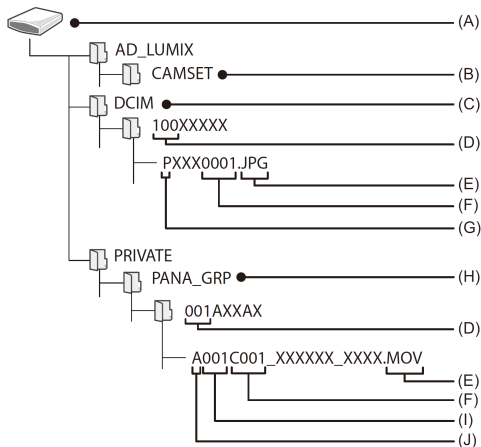 (A)
AD_LUMIX
CAMSET (B)
DCIM (C)
100XXXXX
(D)
PXXX0001.JPG
(E)
(F)
(G)
PRIVATE
PANA_GRP (H)
001AXXAX
(D)
A001C001_XXXXXX_XXXX.MOV
(E)
(F)
(I)
(J)